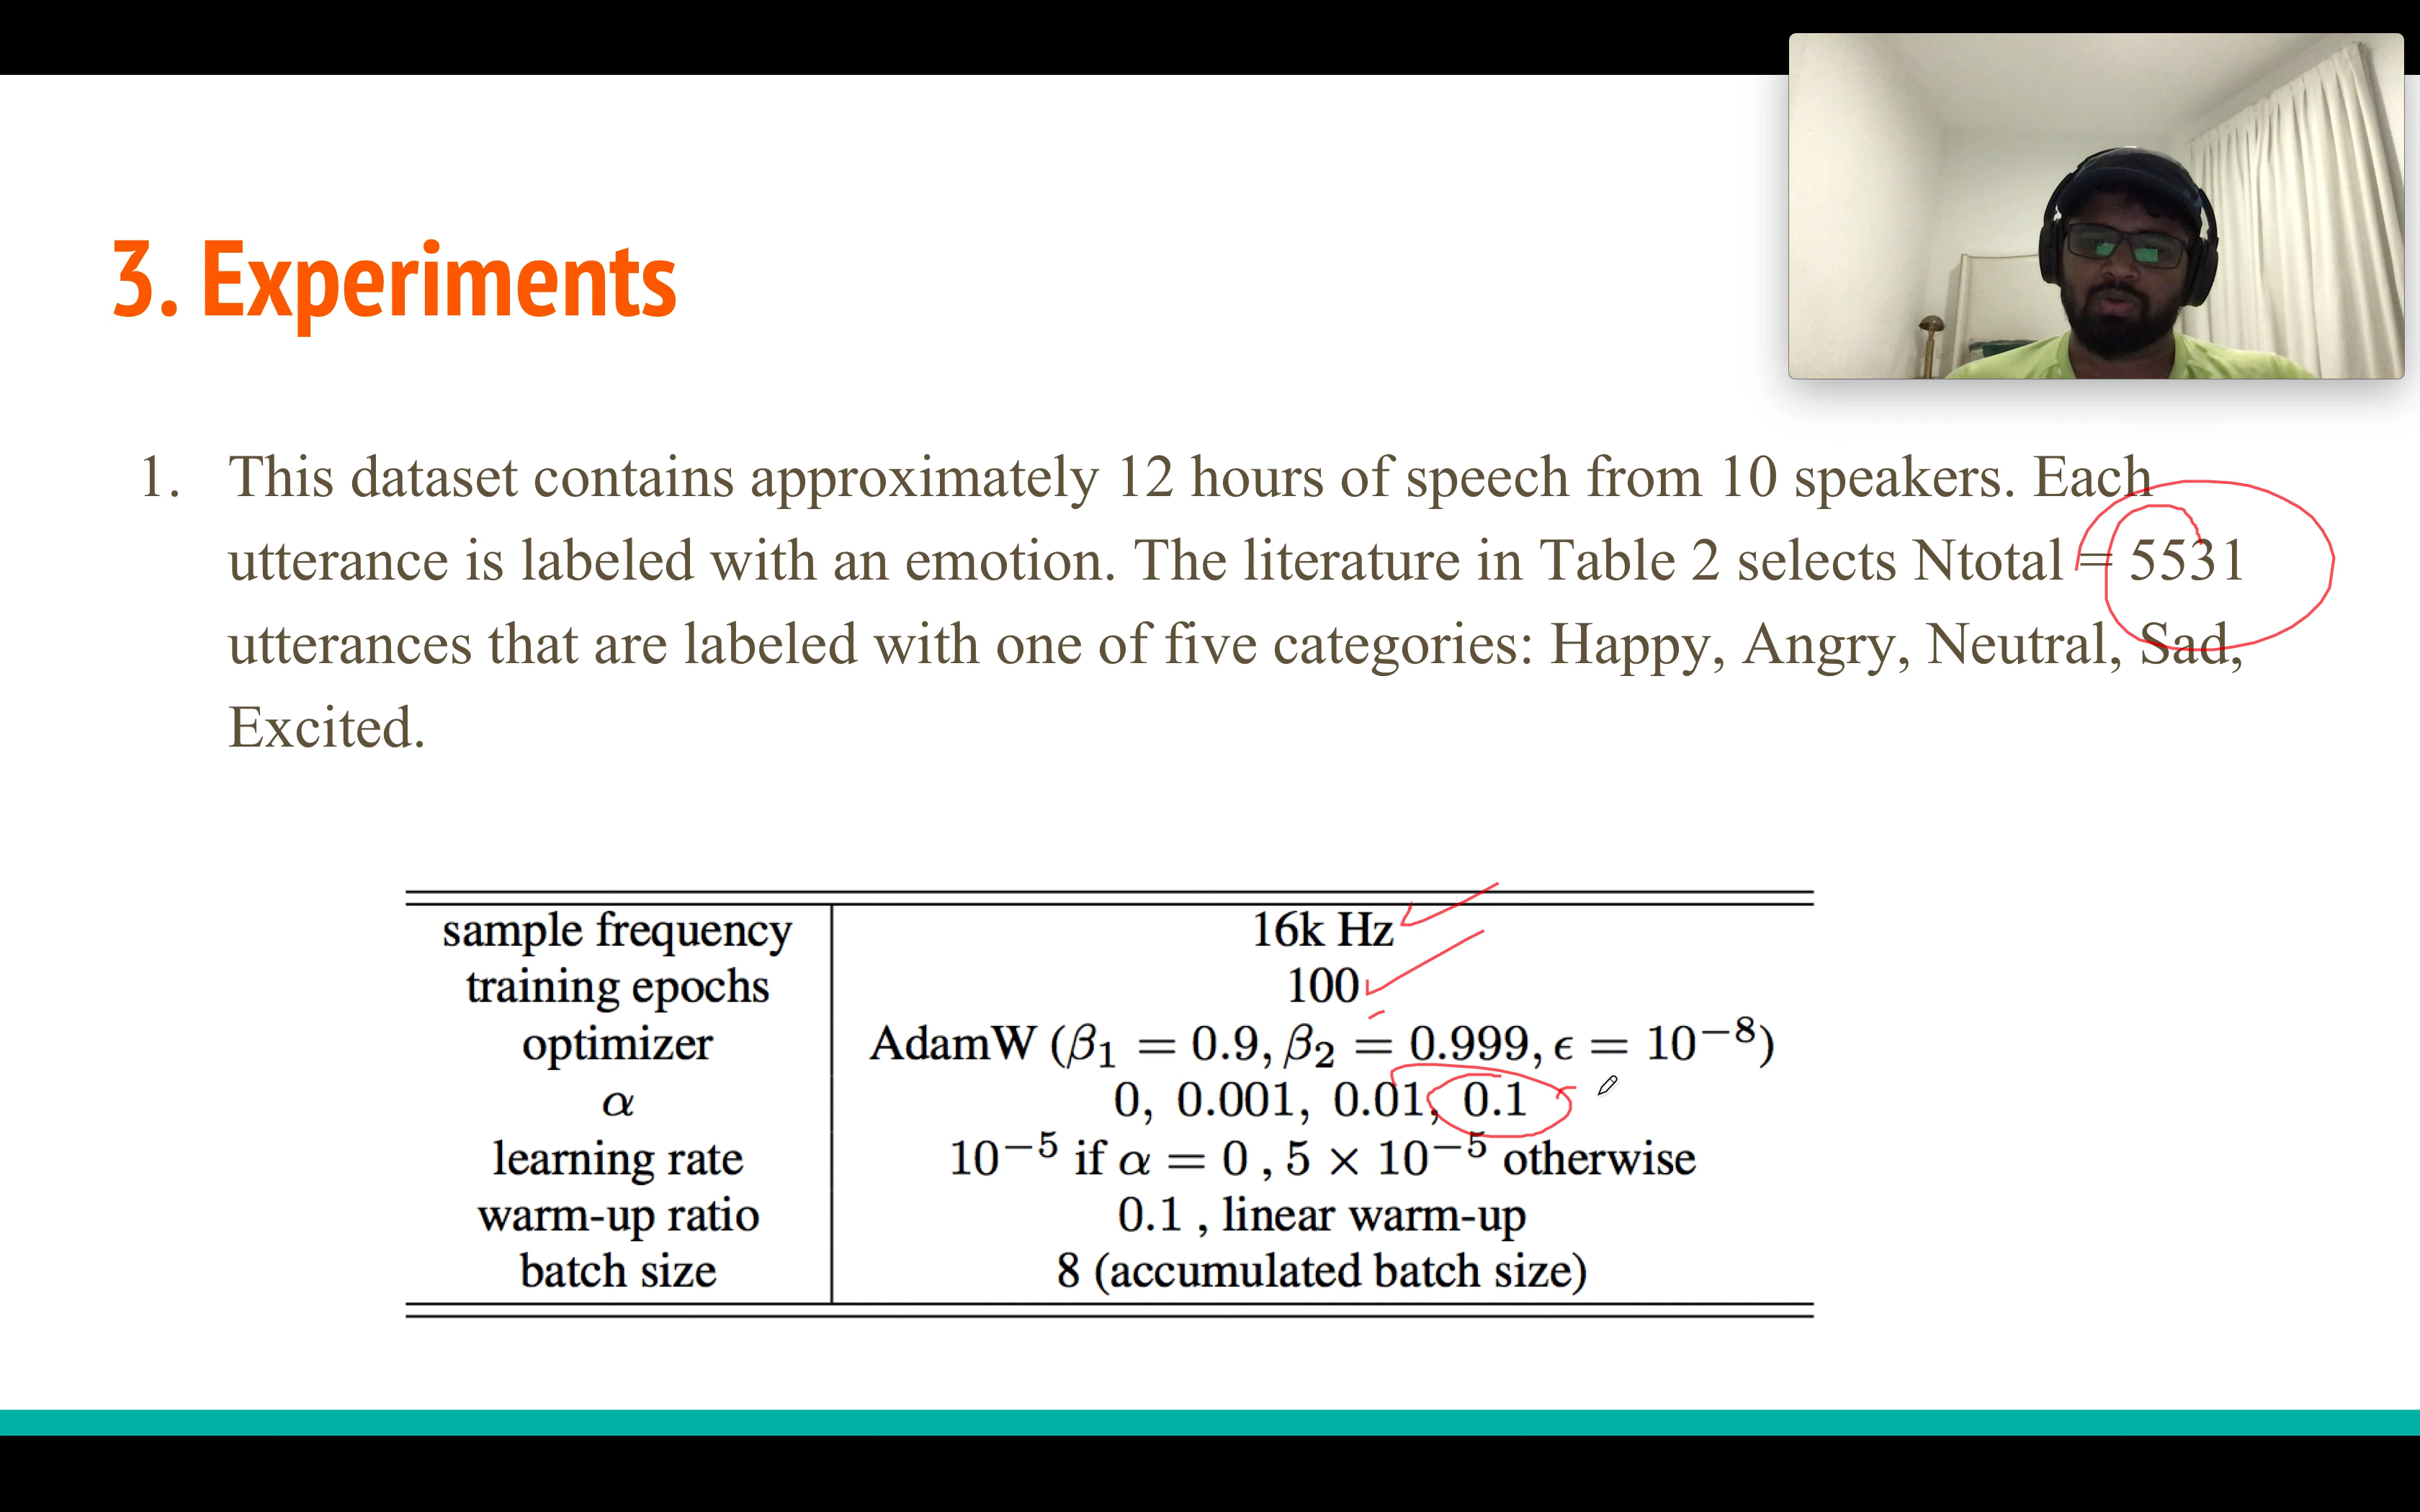 3. Experiments
1. This dataset contains approximately 12 hours of speech from 10 speakers. Each
utterance is labeled with an emotion. The literature in Table 2 selects Ntotal = 5531
utterances that are labeled with one of five categories: Happy, Angry, Neutral, Sad,
Excited.
sample frequency 16k Hz
training epochs 100
optimizer AdamW (β₁ = 0.9, β₂ = 0.999, ϵ = 10⁻⁸)
α 0, 0.001, 0.01, 0.1
learning rate 10⁻⁵ if α = 0 , 5 × 10⁻⁵ otherwise
warm-up ratio 0.1 , linear warm-up
batch size 8 (accumulated batch size)